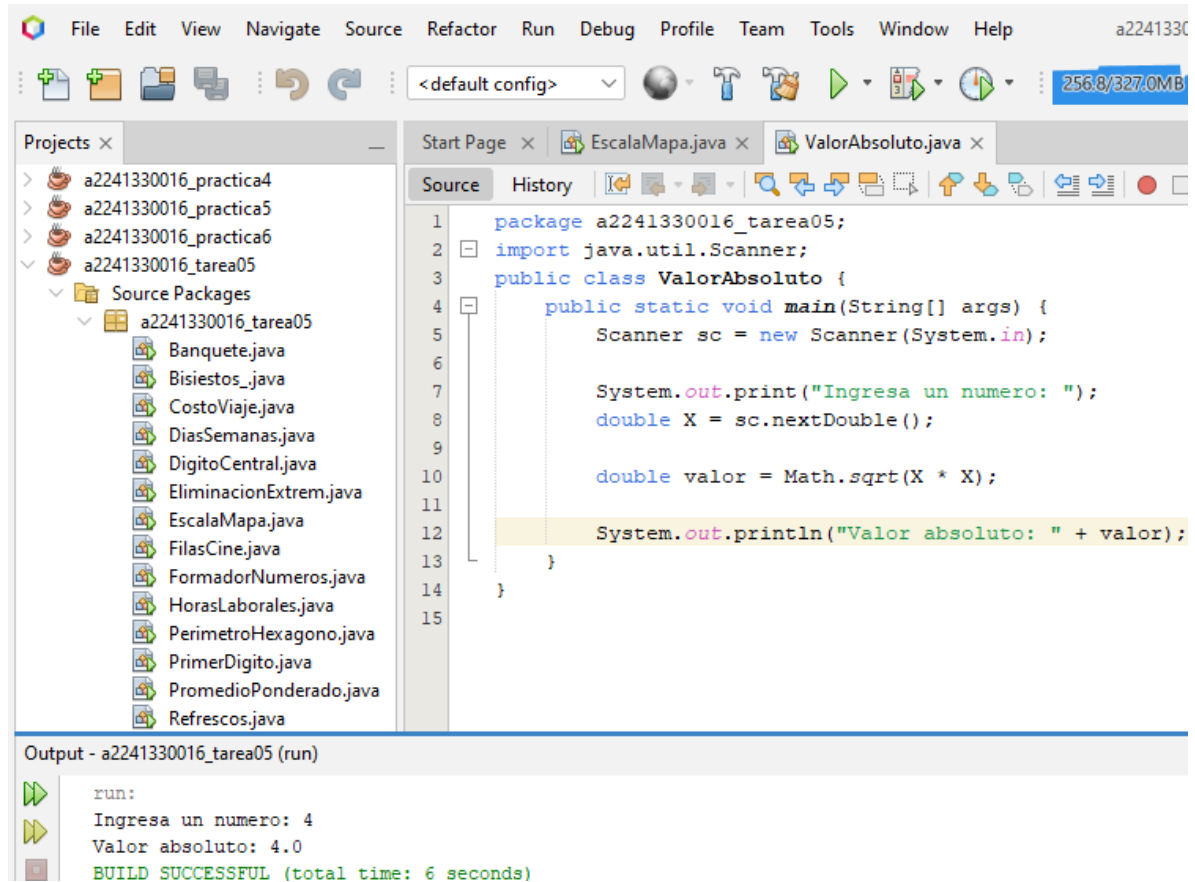 File Edit View Navigate Source Refactor Run Debug Profile Team Tools Window Help a2241330
<default config> 256.8/327.0MB
Projects
a2241330016_practica4
a2241330016_practica5
a2241330016_practica6
a2241330016_tarea05
Source Packages
a2241330016_tarea05
Banquete.java
Bisiestos_.java
CostoViaje.java
DiasSemanas.java
DigitoCentral.java
EliminacionExtrem.java
EscalaMapa.java
FilasCine.java
FormadorNumeros.java
HorasLaborales.java
PerimetroHexagono.java
PrimerDigito.java
PromedioPonderado.java
Refrescos.java
Start Page EscalaMapa.java ValorAbsoluto.java
Source History
1 package a2241330016_tarea05;
2 import java.util.Scanner;
3 public class ValorAbsoluto {
4 public static void main(String[] args) {
5 Scanner sc = new Scanner(System.in);
6
7 System.out.print("Ingresa un numero: ");
8 double X = sc.nextDouble();
9
10 double valor = Math.sqrt(X * X);
11
12 System.out.println("Valor absoluto: " + valor);
13 }
14 }
15
Output - a2241330016_tarea05 (run)
run:
Ingresa un numero: 4
Valor absoluto: 4.0
BUILD SUCCESSFUL (total time: 6 seconds)